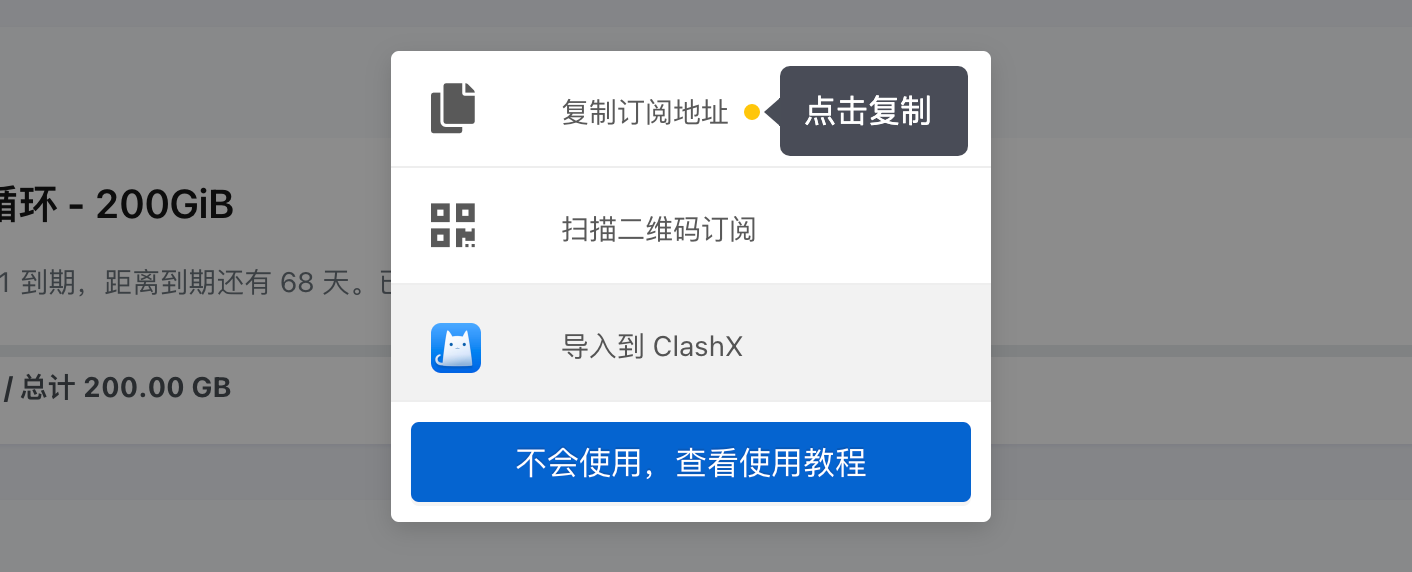 复制订阅地址
点击复制
扫描二维码订阅
循环 - 200GiB
1 到期，距离到期还有 68 天。已
导入到 ClashX
/ 总计 200.00 GB
不会使用，查看使用教程